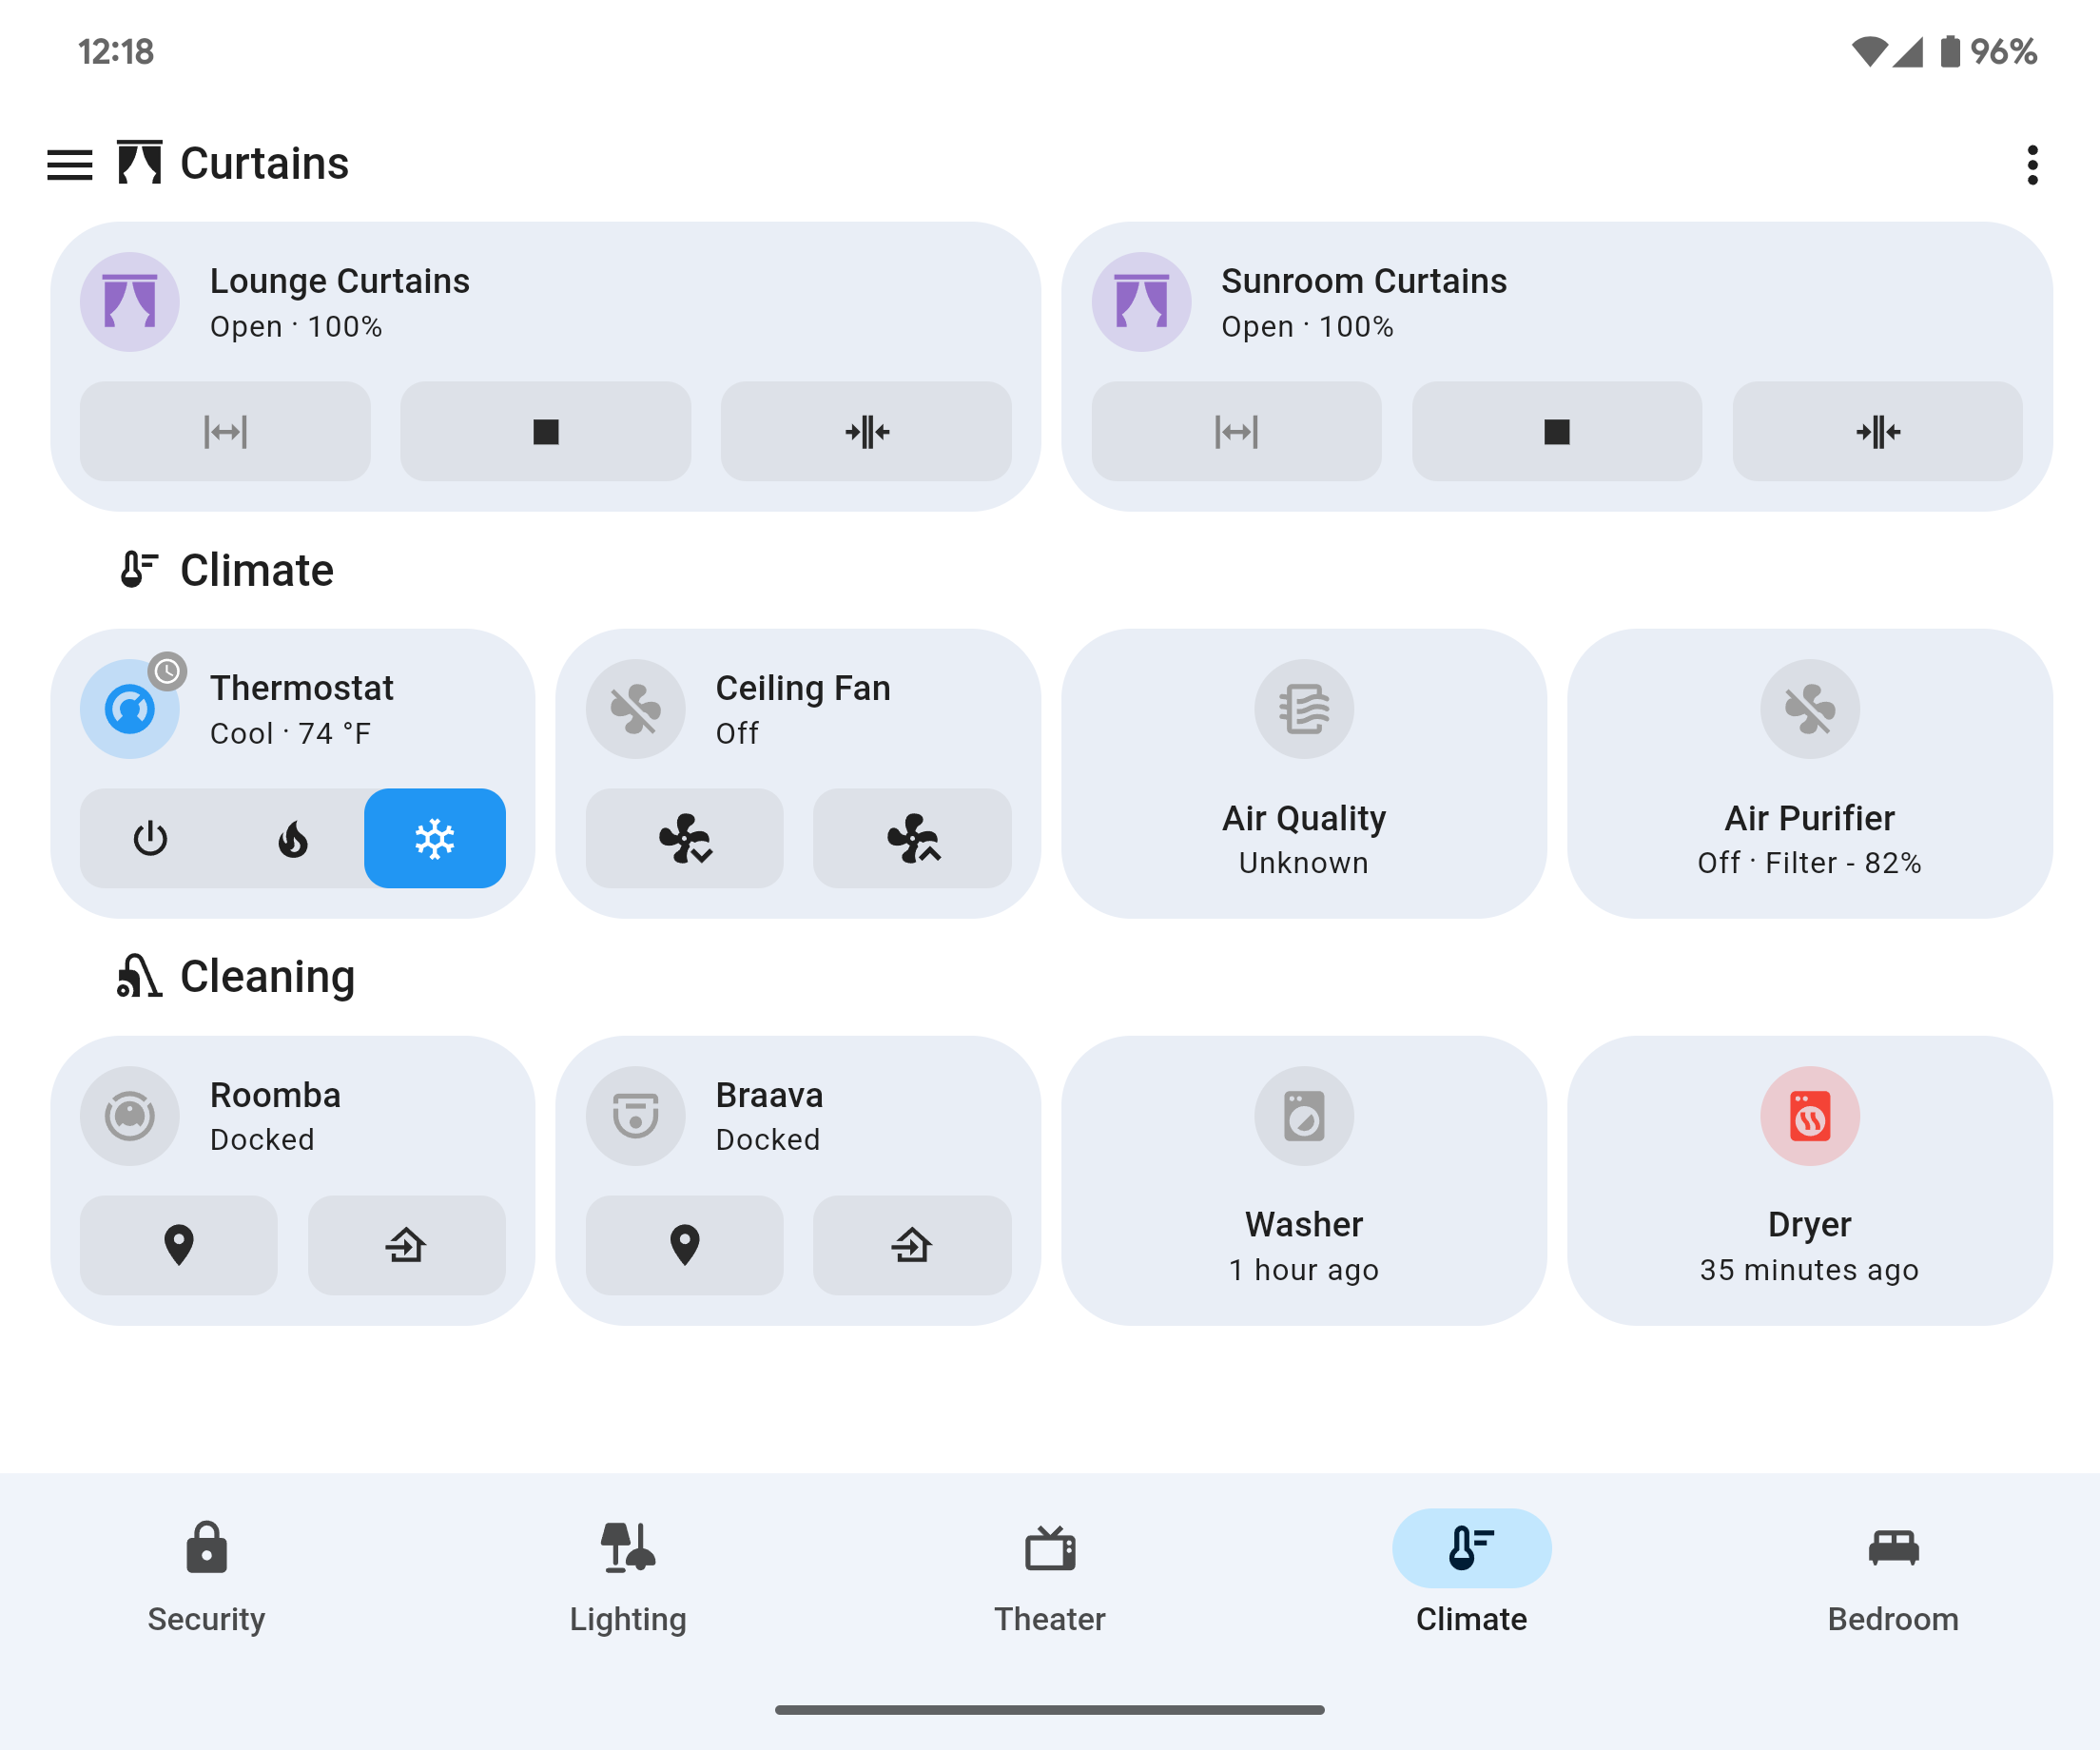 12:18
96%
Curtains
Lounge Curtains
Open · 100%
Sunroom Curtains
Open · 100%
Climate
Thermostat
Cool · 74 °F
Ceiling Fan
Off
Air Quality
Unknown
Air Purifier
Off · Filter - 82%
Cleaning
Roomba
Docked
Braava
Docked
Washer
1 hour ago
Dryer
35 minutes ago
Security
Lighting
Theater
Climate
Bedroom